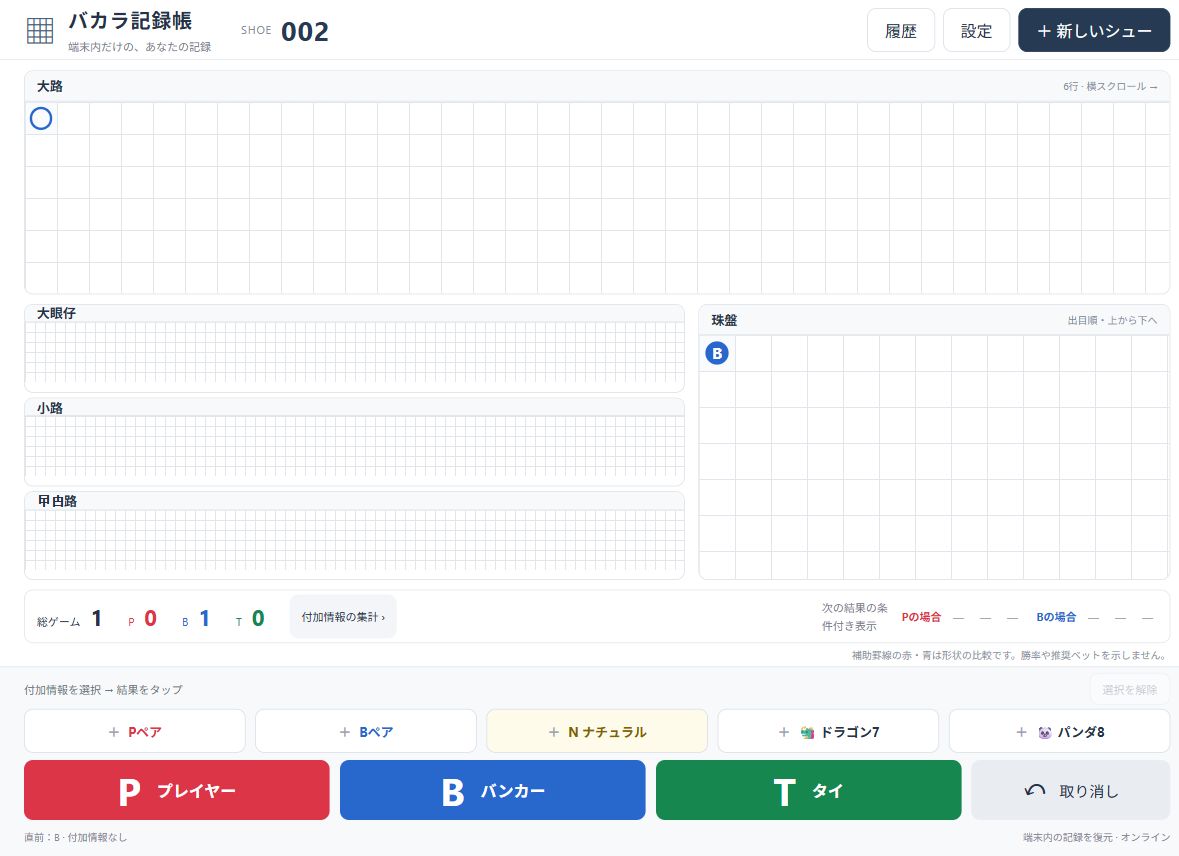 バカラ記録帳
端末内だけの、あなたの記録
SHOE 002
履歴
設定
＋ 新しいシュー
大路
6行 · 横スクロール →
B
大眼仔
小路
曱甴路
珠盤
出目順・上から下へ
総ゲーム 1 P 0 B 1 T 0
付加情報の集計 ›
次の結果の条件付き表示
Pの場合 — — —
Bの場合 — — —
補助罫線の赤・青は形状の比較です。勝率や推奨ベットを示しません。
付加情報を選択 → 結果をタップ
選択を解除
＋ Pペア
＋ Bペア
＋ N ナチュラル
＋ ドラゴン7
＋ パンダ8
P プレイヤー
B バンカー
T タイ
取り消し
直前：B · 付加情報なし
端末内の記録を復元 · オンライン